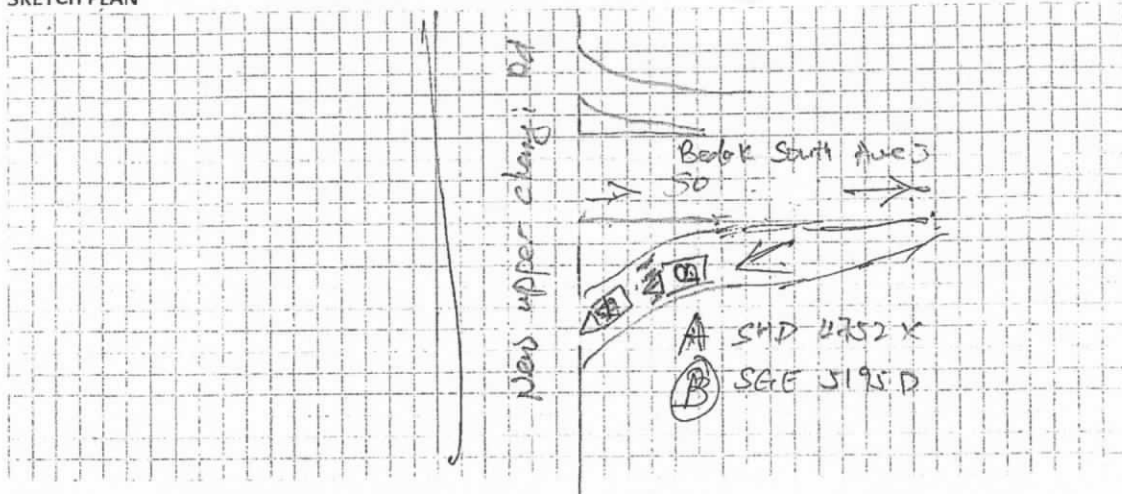 SKETCH PLAN
New upper changi Rd
Bedok South Ave 3
50
A SHD 4752 X
B SGE 5195 D